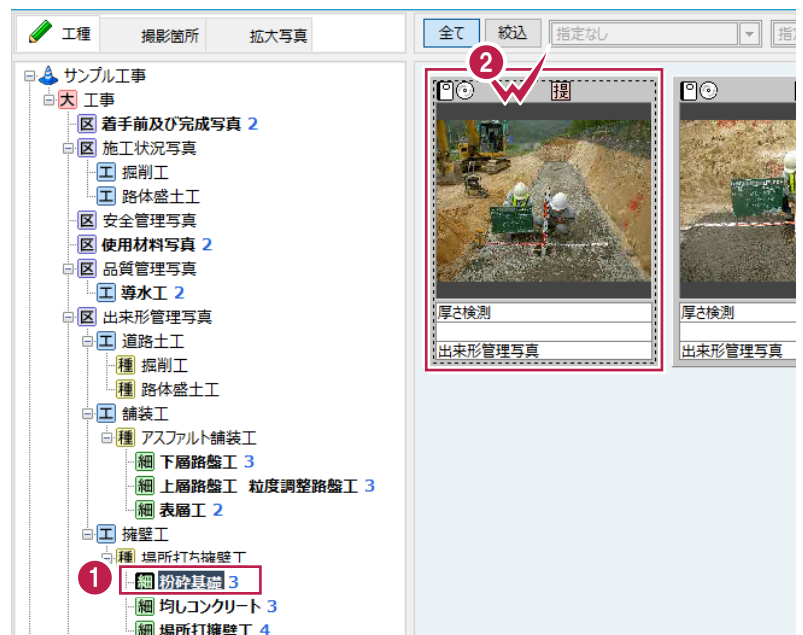 工種 撮影箇所 拡大写真
全て 絞込 指定なし
サンプル工事
大 工事
区 着手前及び完成写真 2
区 施工状況写真
工 掘削工
工 路体盛土工
区 安全管理写真
区 使用材料写真 2
区 品質管理写真
工 導水工 2
区 出来形管理写真
工 道路土工
種 掘削工
種 路体盛土工
工 舗装工
種 アスファルト舗装工
細 下層路盤工 3
細 上層路盤工 粒度調整路盤工 3
細 表層工 2
工 擁壁工
種 場所打ち擁壁工
1
細 粉砕基礎 3
細 均しコンクリート 3
細 場所打擁壁工 4
2
提
厚さ検測
出来形管理写真
厚さ検測
出来形管理写真